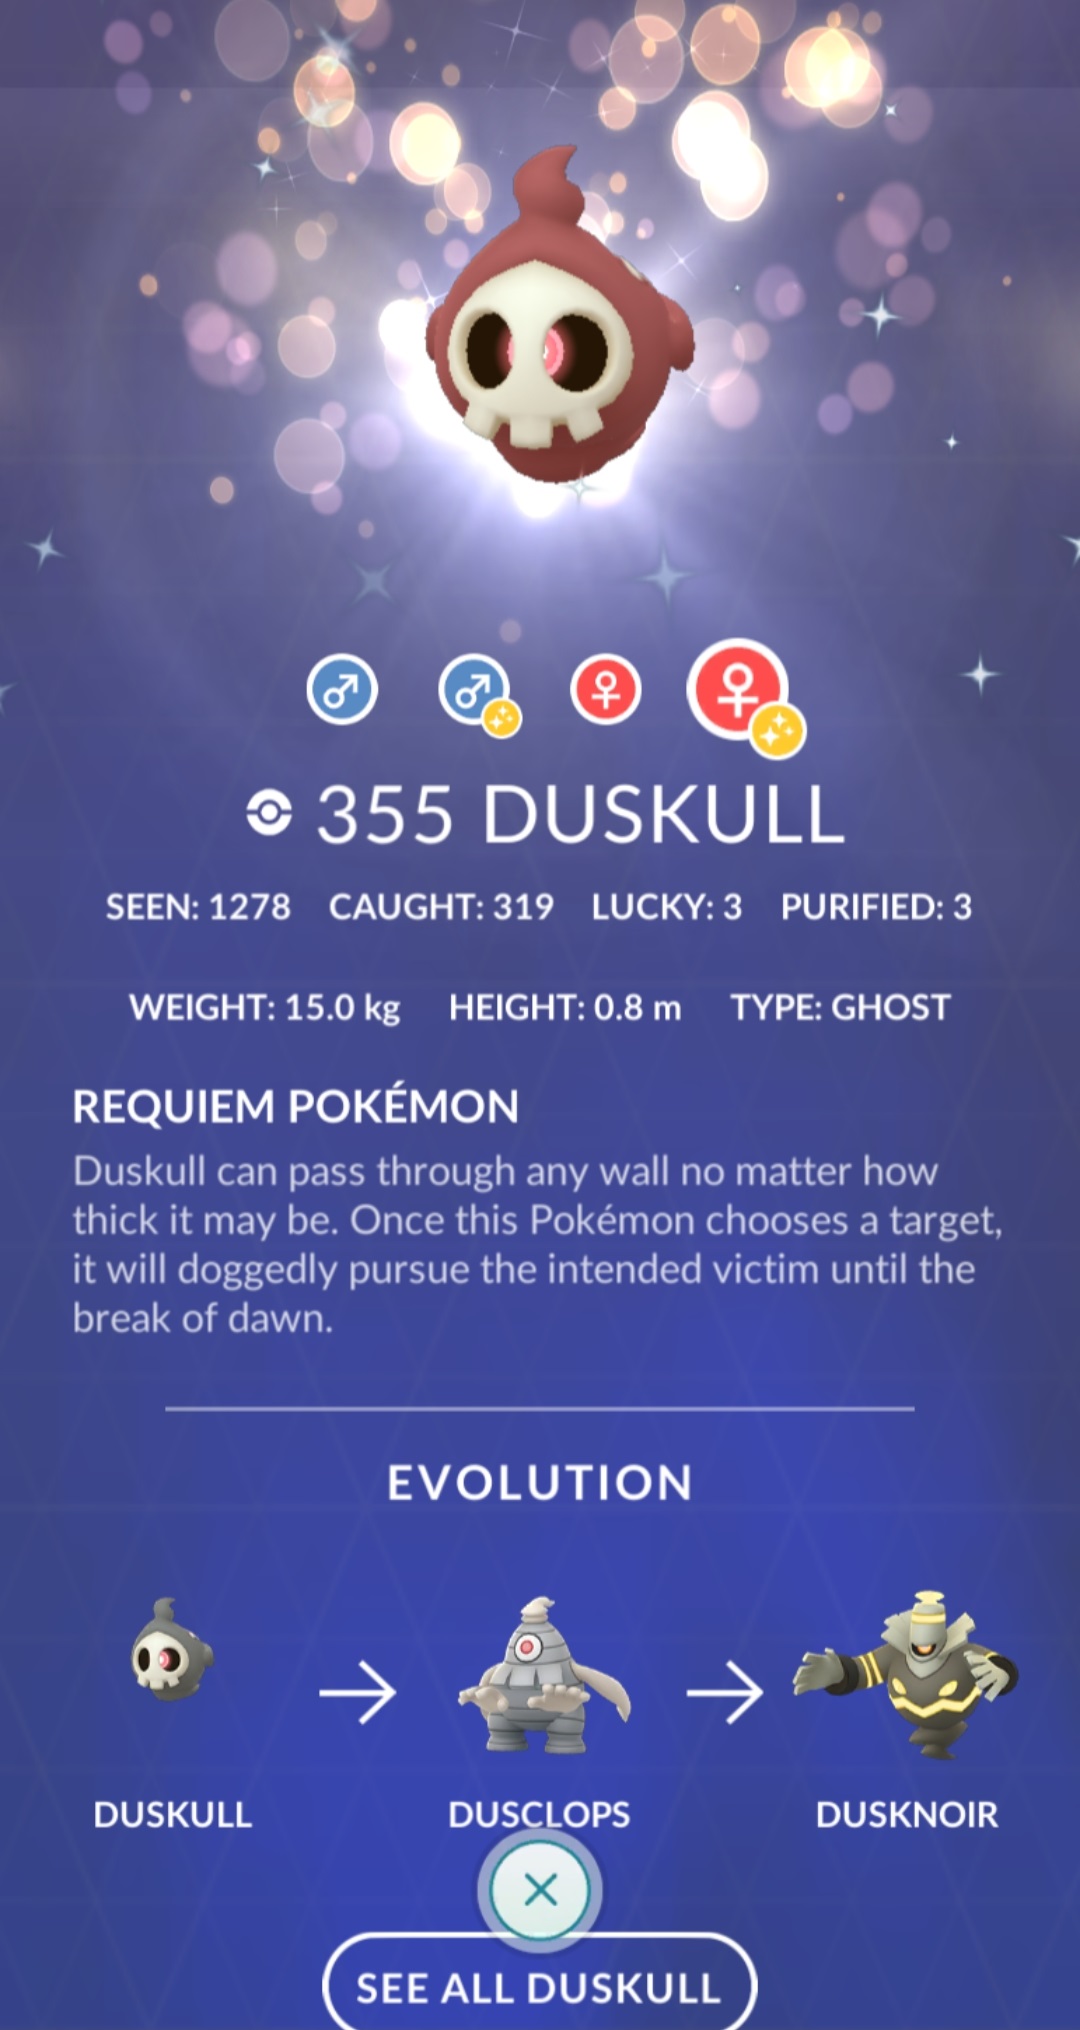 355 DUSKULL
SEEN: 1278 CAUGHT: 319 LUCKY: 3 PURIFIED: 3
WEIGHT: 15.0 kg HEIGHT: 0.8 m TYPE: GHOST
REQUIEM POKÉMON
Duskull can pass through any wall no matter how
thick it may be. Once this Pokémon chooses a target,
it will doggedly pursue the intended victim until the
break of dawn.
EVOLUTION
DUSKULL DUSCLOPS DUSKNOIR
SEE ALL DUSKULL